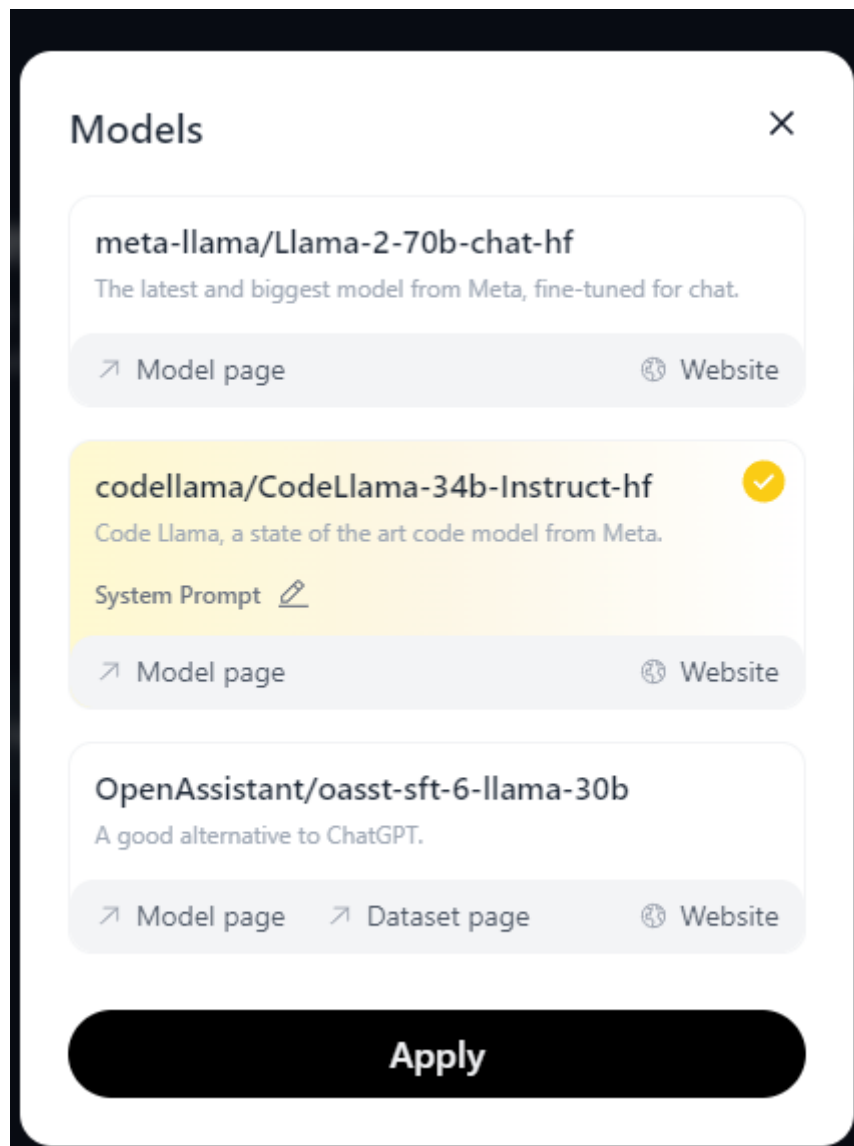 Models
meta-llama/Llama-2-70b-chat-hf
The latest and biggest model from Meta, fine-tuned for chat.
Model page
Website
codellama/CodeLlama-34b-Instruct-hf
Code Llama, a state of the art code model from Meta.
System Prompt
Model page
Website
OpenAssistant/oasst-sft-6-llama-30b
A good alternative to ChatGPT.
Model page
Dataset page
Website
Apply